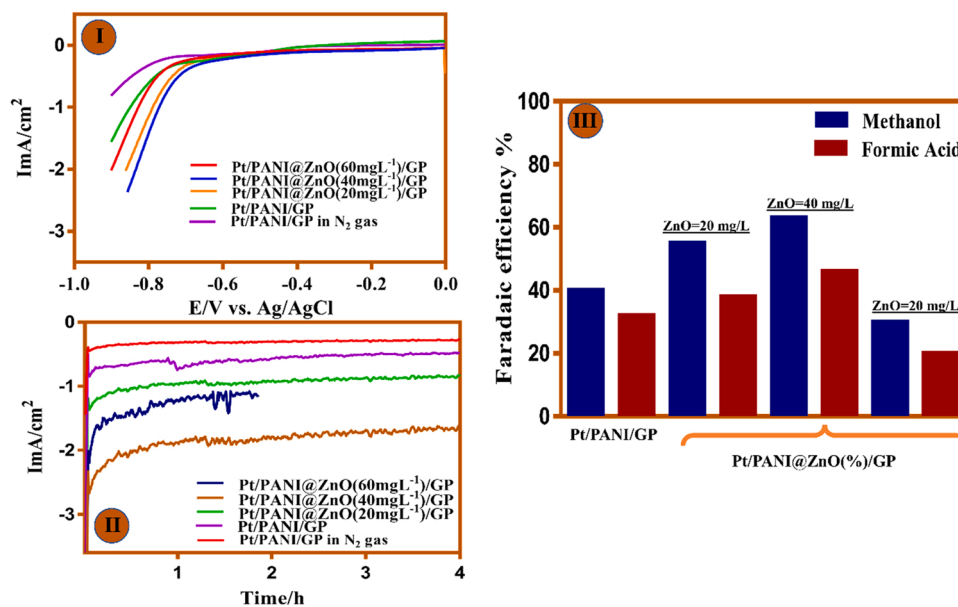 I
0
-1
-2
-3
ImA/cm²
Pt/PANI@ZnO(60mgL⁻¹)/GP
Pt/PANI@ZnO(40mgL⁻¹)/GP
Pt/PANI@ZnO(20mgL⁻¹)/GP
Pt/PANI/GP
Pt/PANI/GP in N₂ gas
-1.0 -0.8 -0.6 -0.4 -0.2 0.0
E/V vs. Ag/AgCl
0
-1
-2
-3
ImA/cm²
Pt/PANI@ZnO(60mgL⁻¹)/GP
Pt/PANI@ZnO(40mgL⁻¹)/GP
Pt/PANI@ZnO(20mgL⁻¹)/GP
Pt/PANI/GP
Pt/PANI/GP in N₂ gas
II
1 2 3 4
Time/h
III
100
80
60
40
20
0
Faradaic efficiency %
Methanol
Formic Acid
ZnO=20 mg/L
ZnO=40 mg/L
ZnO=20 mg/L
Pt/PANI/GP
Pt/PANI@ZnO(%)/GP